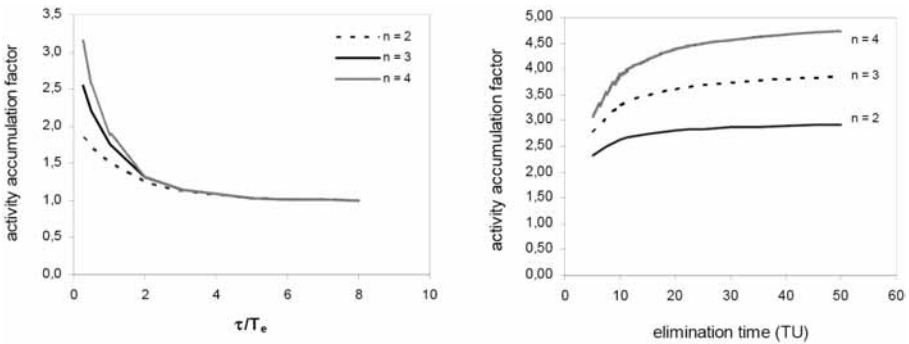 3,5
3,0
2,5
2,0
1,5
1,0
0,5
0,0
0 2 4 6 8 10
activity accumulation factor
τ/Te
n = 2
n = 3
n = 4
5,00
4,50
4,00
3,50
3,00
2,50
2,00
1,50
1,00
0,50
0,00
0 10 20 30 40 50 60
activity accumulation factor
elimination time (TU)
n = 4
n = 3
n = 2